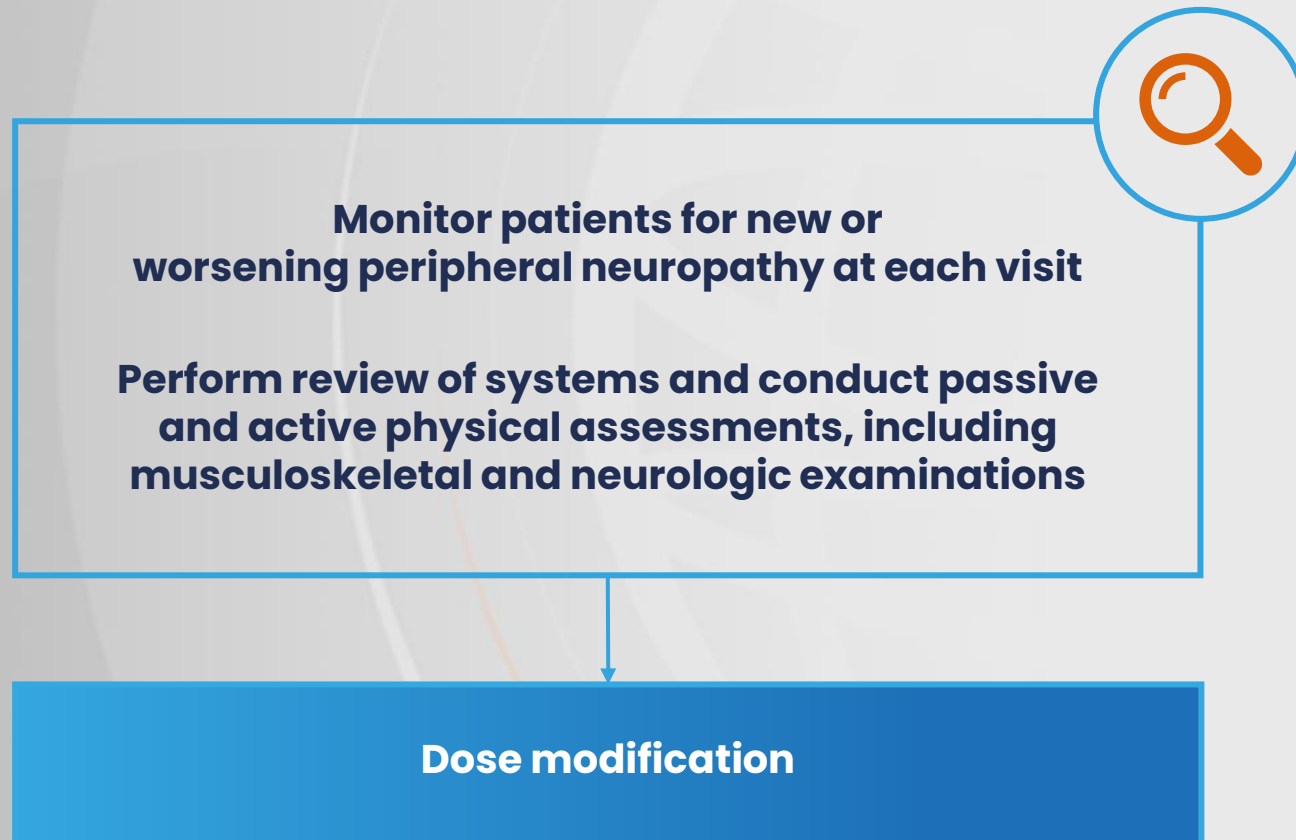 Monitor patients for new or
worsening peripheral neuropathy at each visit
Perform review of systems and conduct passive
and active physical assessments, including
musculoskeletal and neurologic examinations
Dose modification